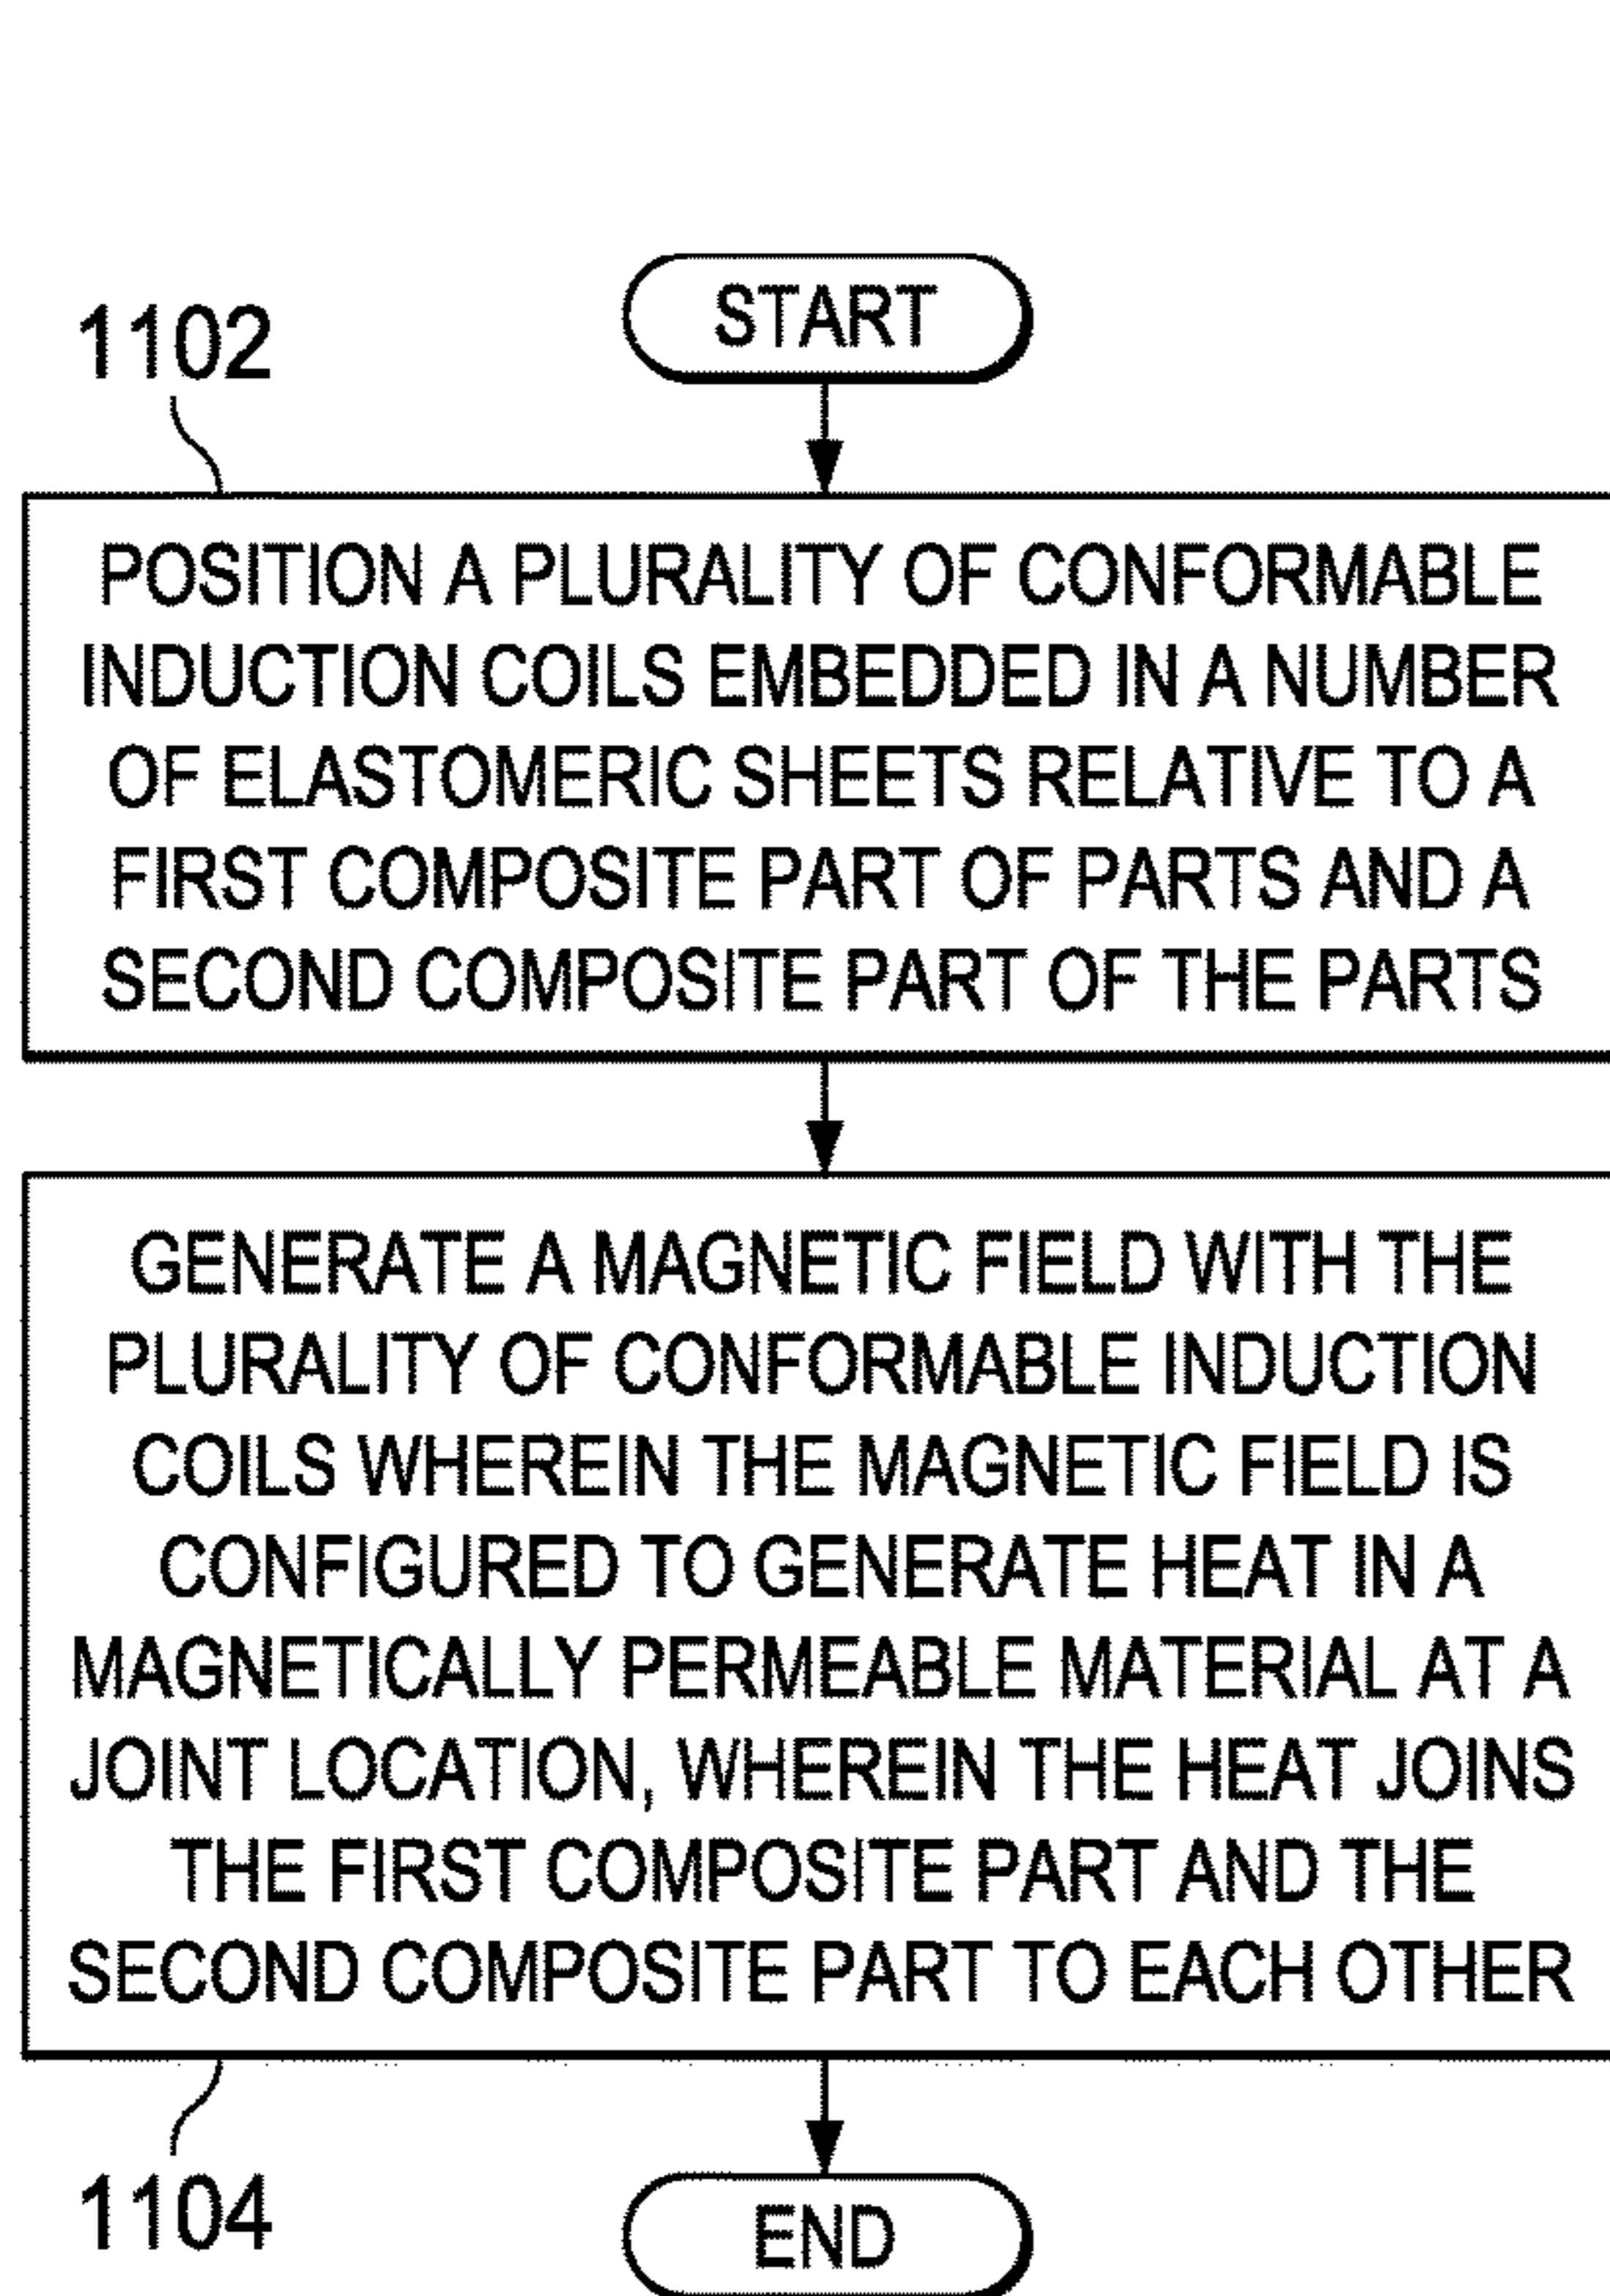 START
1102
POSITION A PLURALITY OF CONFORMABLE
INDUCTION COILS EMBEDDED IN A NUMBER
OF ELASTOMERIC SHEETS RELATIVE TO A
FIRST COMPOSITE PART OF PARTS AND A
SECOND COMPOSITE PART OF THE PARTS
GENERATE A MAGNETIC FIELD WITH THE
PLURALITY OF CONFORMABLE INDUCTION
COILS WHEREIN THE MAGNETIC FIELD IS
CONFIGURED TO GENERATE HEAT IN A
MAGNETICALLY PERMEABLE MATERIAL AT A
JOINT LOCATION, WHEREIN THE HEAT JOINS
THE FIRST COMPOSITE PART AND THE
SECOND COMPOSITE PART TO EACH OTHER
1104
END